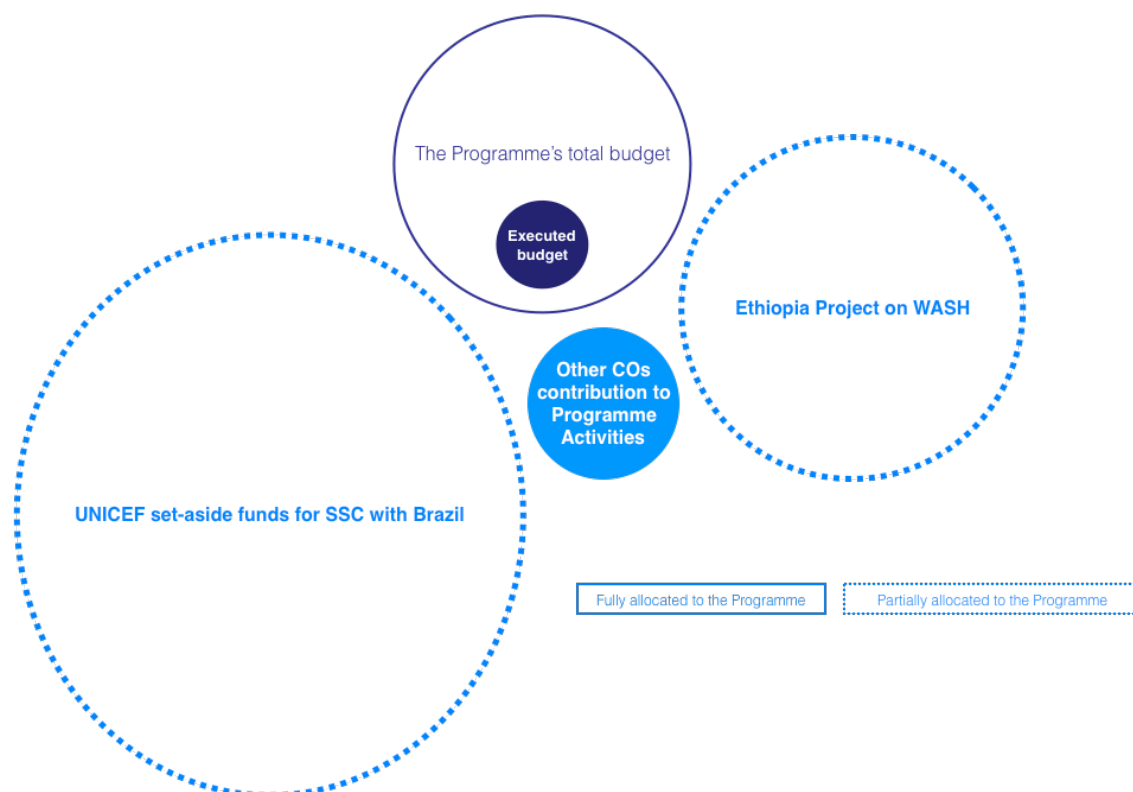 The Programme's total budget
Executed
budget
Ethiopia Project on WASH
Other COs
contribution to
Programme
Activities
UNICEF set-aside funds for SSC with Brazil
Fully allocated to the Programme
Partially allocated to the Programme